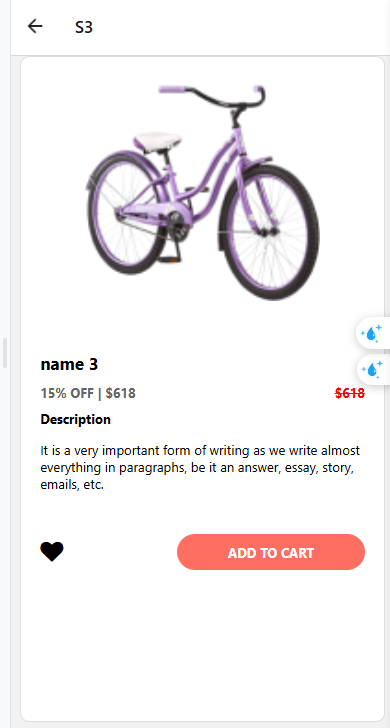 S3
name 3
15% OFF | $618 $618
Description
It is a very important form of writing as we write almost
everything in paragraphs, be it an answer, essay, story,
emails, etc.
ADD TO CART